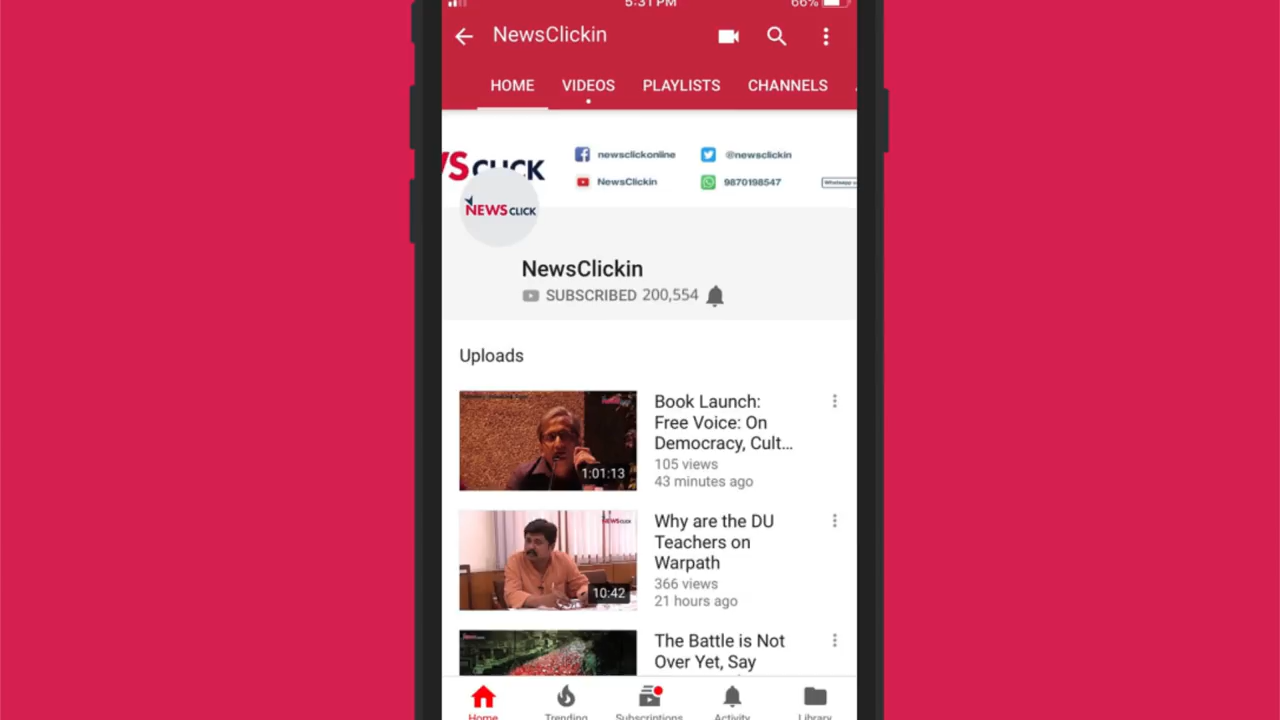 5:31 PM
66%
NewsClickin
HOME VIDEOS PLAYLISTS CHANNELS
newsclickonline @newsclickin
NewsClickin 9870198547
Whatsapp
CLICK
NEWS CLICK
NewsClickin
SUBSCRIBED 200,554
Uploads
Book Launch:
Free Voice: On
Democracy, Cult...
105 views
43 minutes ago
1:01:13
Why are the DU
Teachers on
Warpath
366 views
21 hours ago
NEWSCLICK
10:42
The Battle is Not
Over Yet, Say
Home Trending Subscriptions Activity Library